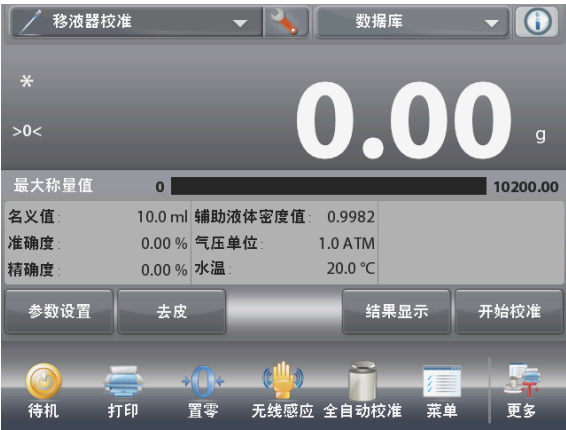 移液器校准 数据库
*
>0<
0.00 g
最大称量值 0 10200.00
名义值: 10.0 ml 辅助液体密度值: 0.9982
准确度: 0.00 % 气压单位: 1.0 ATM
精确度: 0.00 % 水温: 20.0 °C
参数设置 去皮 结果显示 开始校准
待机 打印 置零 无线感应 全自动校准 菜单 更多